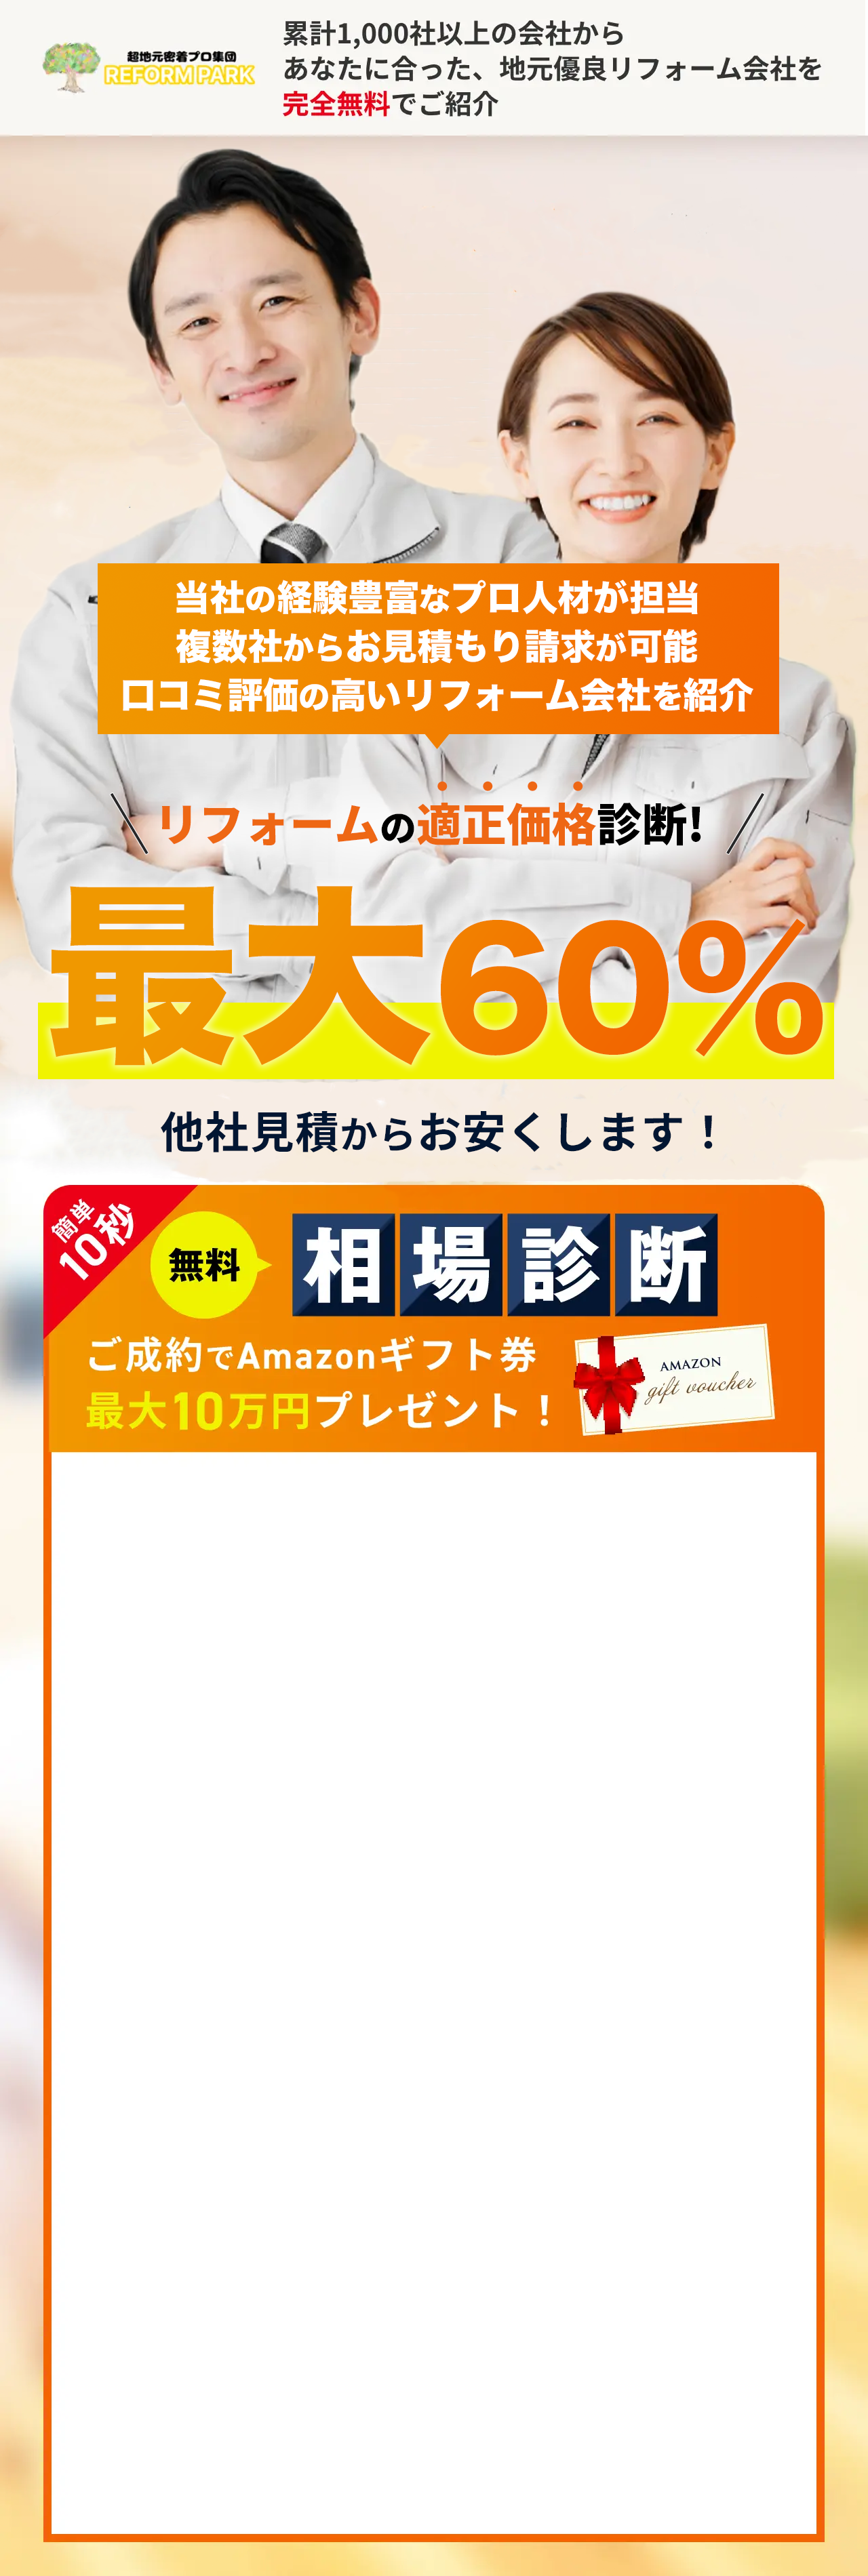 超地元密着プロ集団
REFORM PARK
累計1,000社以上の会社から
あなたに合った、地元優良リフォーム会社を
完全無料でご紹介
当社の経験豊富なプロ人材が担当
複数社からお見積もり請求が可能
口コミ評価の高いリフォーム会社を紹介
リフォームの適正価格診断!
最大60%
他社見積からお安くします！
簡単
10秒
無料
相場診断
ご成約でAmazonギフト券
最大10万円プレゼント！
AMAZON
gift voucher